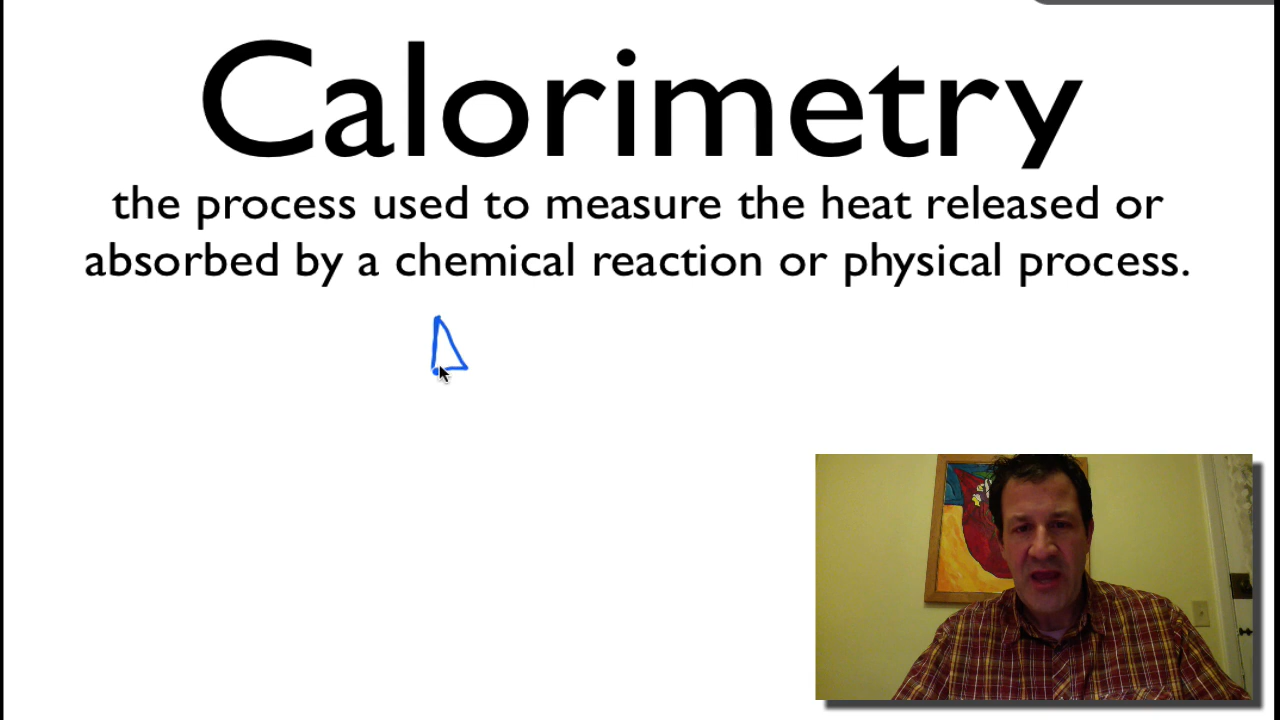 Calorimetry
the process used to measure the heat released or
absorbed by a chemical reaction or physical process.